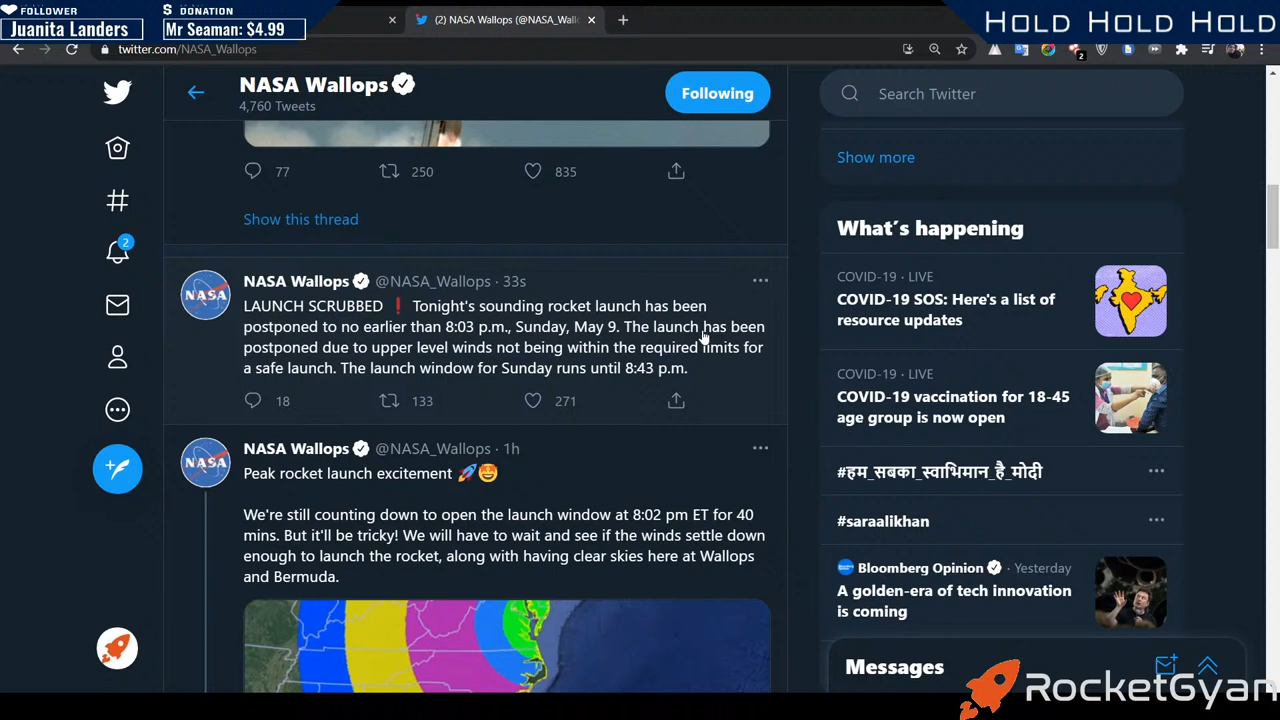 FOLLOWER
Juanita Landers
DONATION
Mr Seaman: $4.99
(2) NASA Wallops (@NASA_Wall
HOLD HOLD HOLD
twitter.com/NASA_Wallops
2
NASA Wallops
4,760 Tweets
Following
Search Twitter
77
250
835
Show this thread
Show more
2
NASA Wallops @NASA_Wallops · 33s
LAUNCH SCRUBBED ❗ Tonight's sounding rocket launch has been
postponed to no earlier than 8:03 p.m., Sunday, May 9. The launch has been
postponed due to upper level winds not being within the required limits for
a safe launch. The launch window for Sunday runs until 8:43 p.m.
18
133
271
NASA
NASA Wallops @NASA_Wallops · 1h
Peak rocket launch excitement 🚀🤩
We're still counting down to open the launch window at 8:02 pm ET for 40
mins. But it'll be tricky! We will have to wait and see if the winds settle down
enough to launch the rocket, along with having clear skies here at Wallops
and Bermuda.
NASA
What's happening
COVID-19 · LIVE
COVID-19 SOS: Here's a list of
resource updates
COVID-19 · LIVE
COVID-19 vaccination for 18-45
age group is now open
#हम_सबका_स्वाभिमान_है_मोदी
#saraalikhan
Bloomberg Opinion · Yesterday
A golden-era of tech innovation
is coming
Messages
RocketGyan